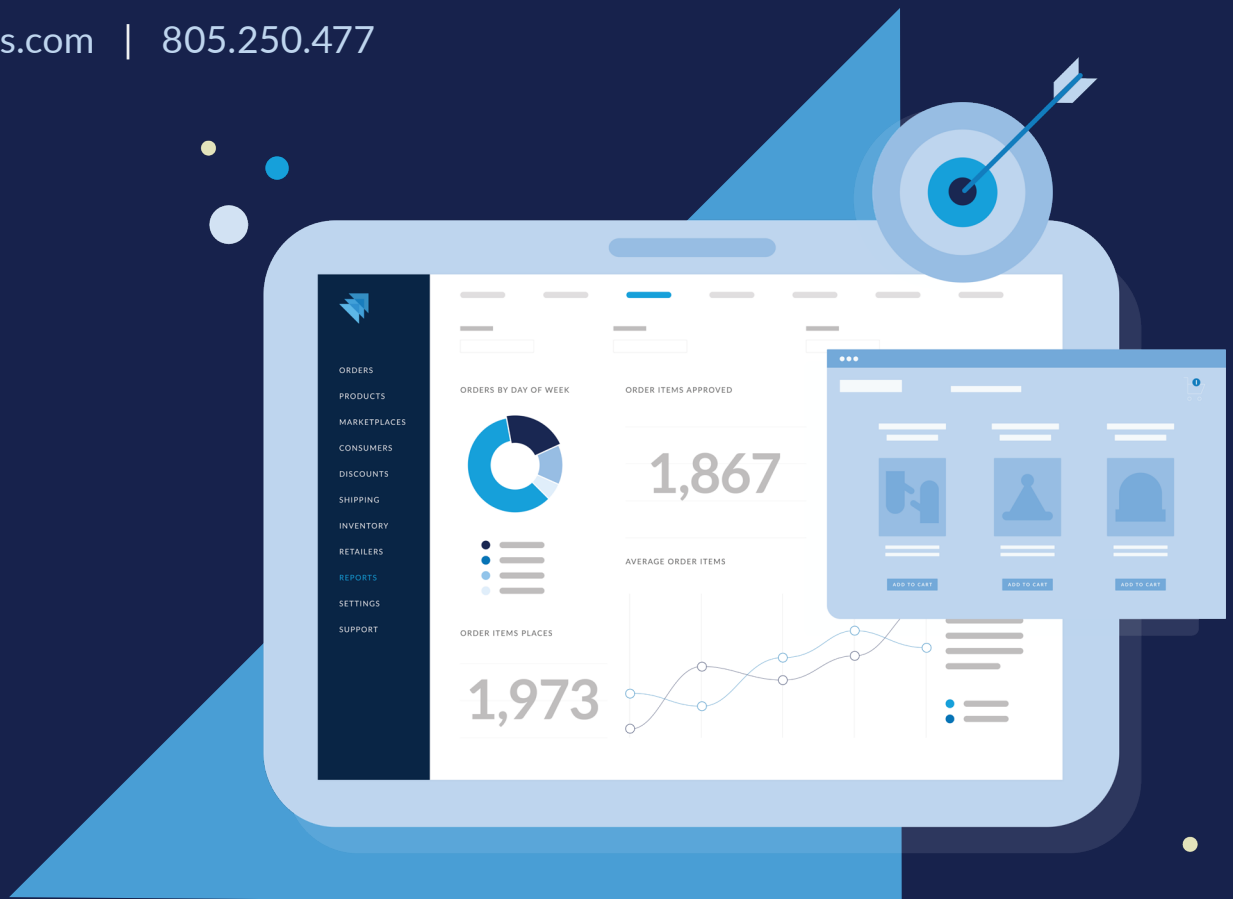 s.com | 805.250.477
ORDERS
PRODUCTS
MARKETPLACES
CONSUMERS
DISCOUNTS
SHIPPING
INVENTORY
RETAILERS
REPORTS
SETTINGS
SUPPORT
ORDERS BY DAY OF WEEK
ORDER ITEMS APPROVED
1,867
AVERAGE ORDER ITEMS
ORDER ITEMS PLACES
1,973
ADD TO CART ADD TO CART ADD TO CART